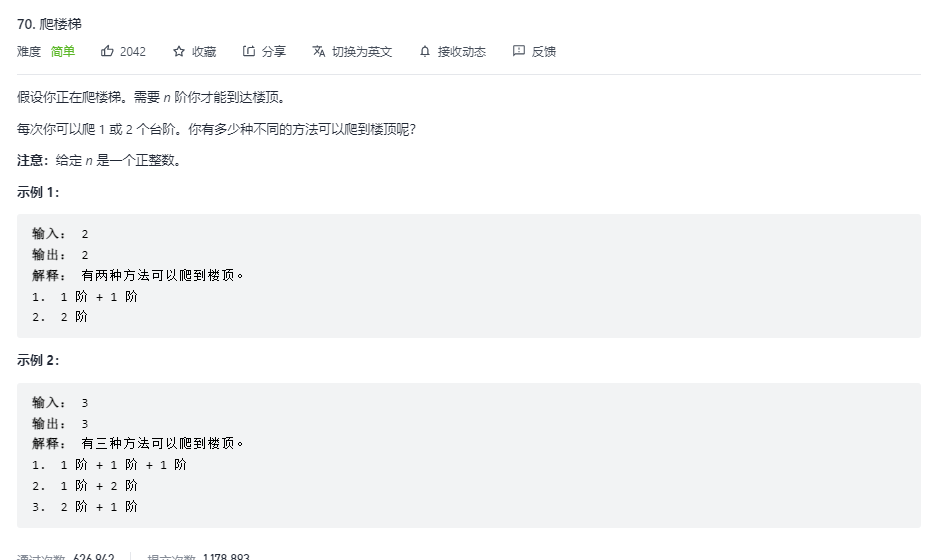 70. 爬楼梯
难度 简单 2042 收藏 分享 切换为英文 接收动态 反馈
假设你正在爬楼梯。需要 n 阶你才能到达楼顶。
每次你可以爬 1 或 2 个台阶。你有多少种不同的方法可以爬到楼顶呢？
注意：给定 n 是一个正整数。
示例 1：
输入： 2
输出： 2
解释： 有两种方法可以爬到楼顶。
1. 1 阶 + 1 阶
2. 2 阶
示例 2：
输入： 3
输出： 3
解释： 有三种方法可以爬到楼顶。
1. 1 阶 + 1 阶 + 1 阶
2. 1 阶 + 2 阶
3. 2 阶 + 1 阶
通过次数 626,942 提交次数 1,178,893